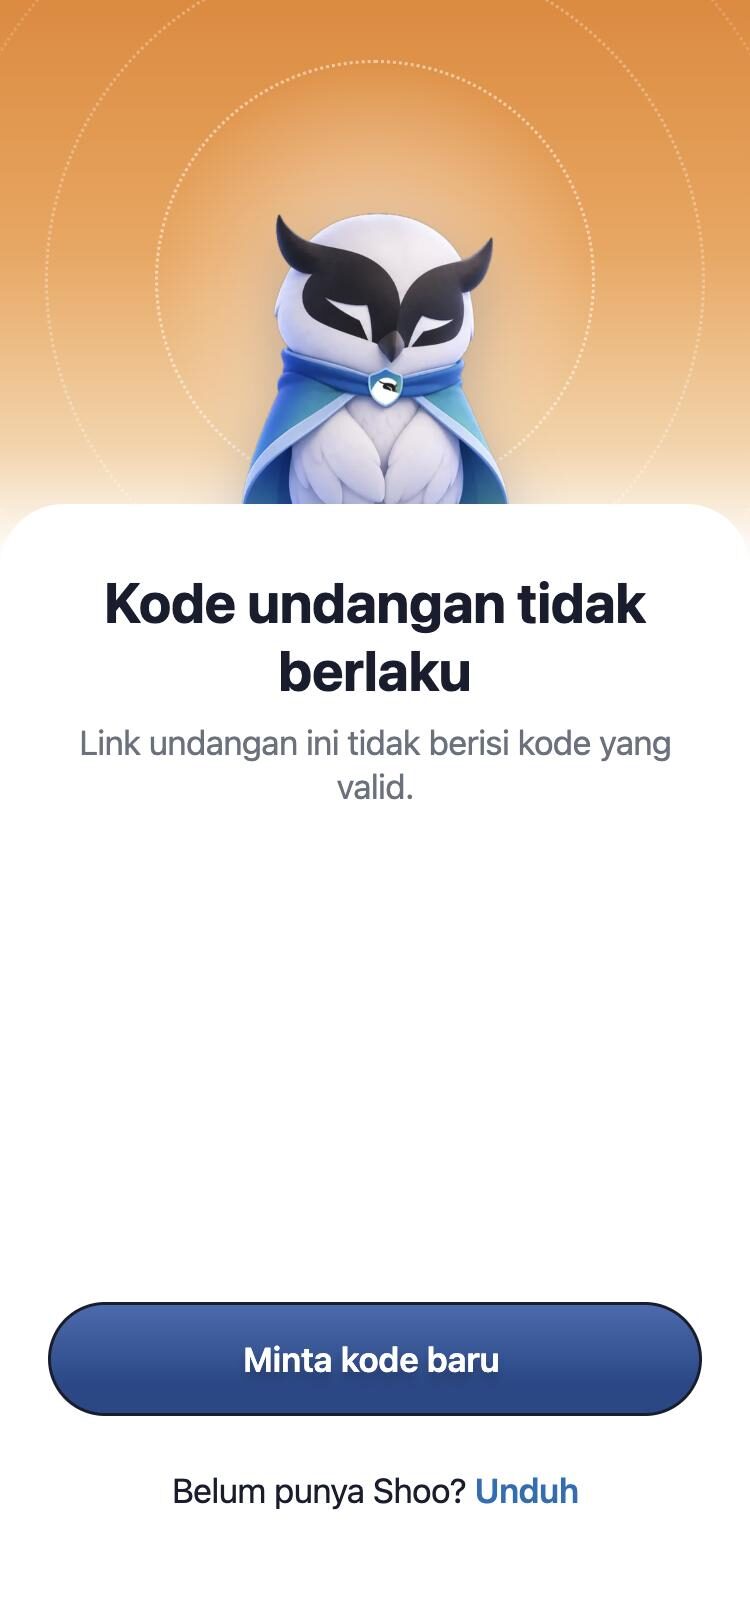 Kode undangan tidak
berlaku
Link undangan ini tidak berisi kode yang
valid.
Minta kode baru
Belum punya Shoo? Unduh